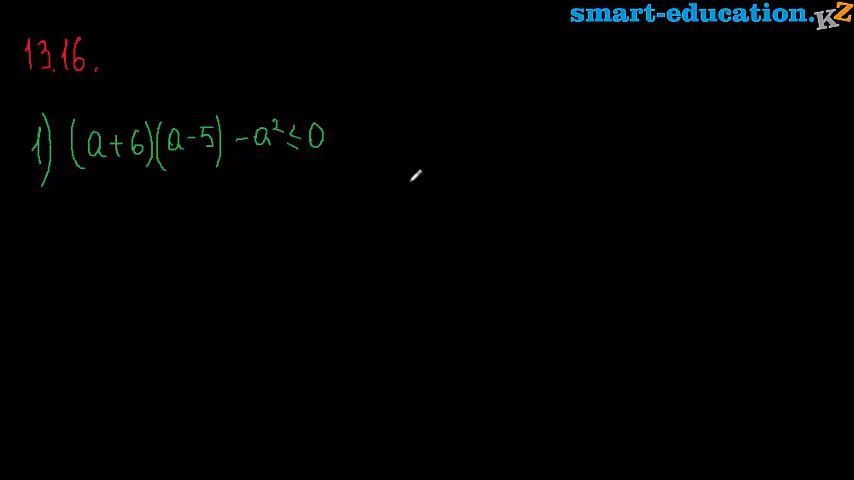 smart-education.KZ
13.16.
1) (a+6)(a-5) -a² ≤ 0